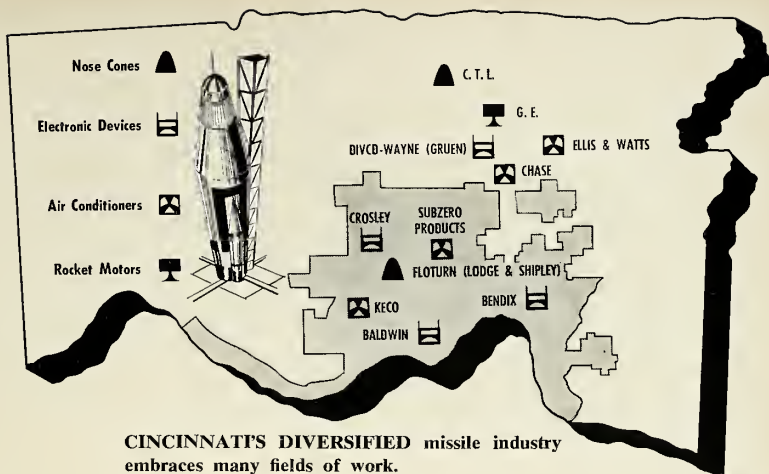 Nose Cones
Electronic Devices
Air Conditioners
Rocket Motors
C. T. L.
G. E.
DIVCD-WAYNE (GRUEN)
ELLIS & WATTS
CHASE
CROSLEY
SUBZERO
PRODUCTS
FLOTURN (LODGE & SHIPLEY)
KECO
BENDIX
BALDWIN
CINCINNATI'S DIVERSIFIED missile industry
embraces many fields of work.